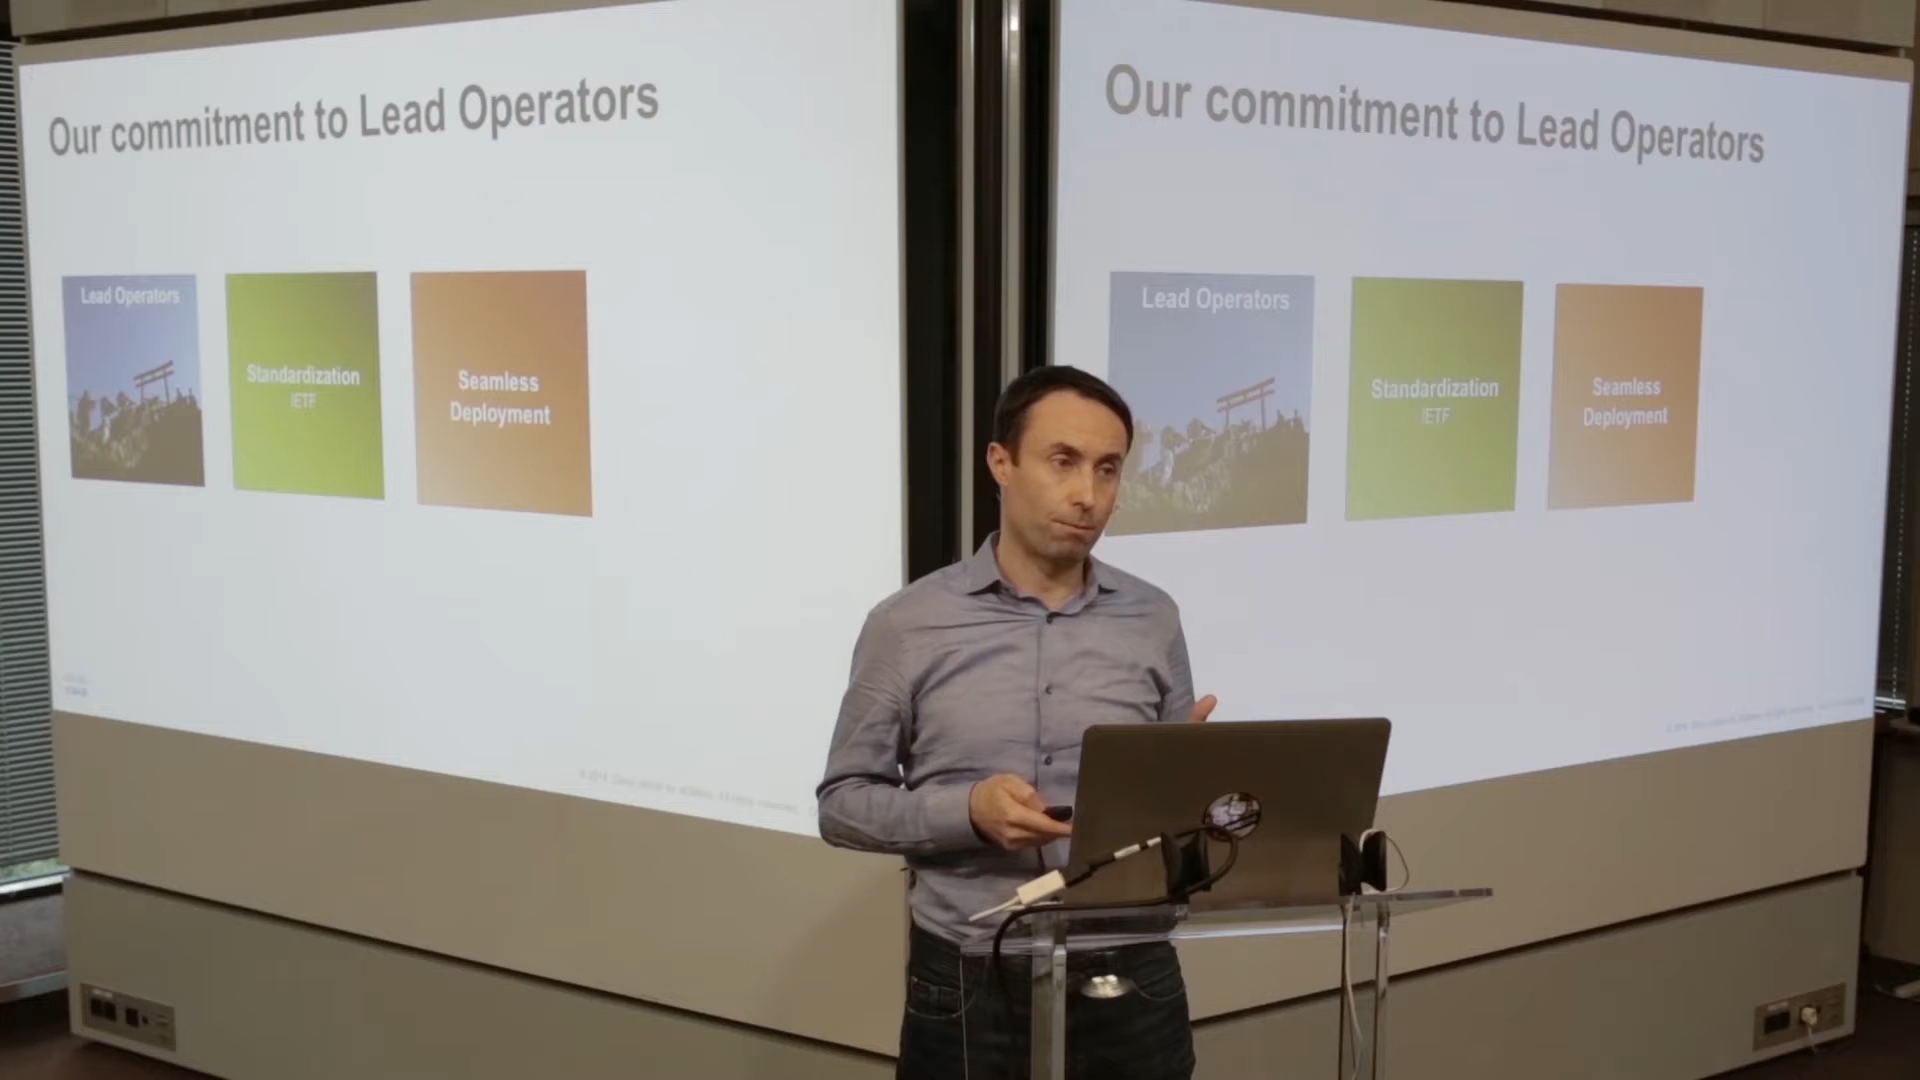 Our commitment to Lead Operators
Lead Operators
Standardization
IETF
Seamless
Deployment
Our commitment to Lead Operators
Lead Operators
Standardization
IETF
Seamless
Deployment